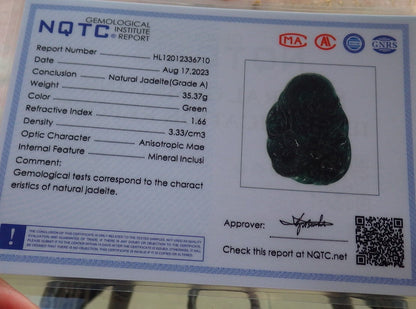 NQTC GEMOLOGICAL
INSTITUTE
® REPORT
MA
GNRS
Report Number HL12012336710
Date Aug 17,2023
Conclusion Natural Jadeite(Grade A)
Weight 35.37g
Color Green
Refractive Index 1.66
Density 3.33/cm3
Optic Character Anisotropic Mae
Internal Feature Mineral Inclusi
Comment:
Gemological tests correspond to the charact
eristics of natural jadeite.
Approver:
Check this report at NQTC.net